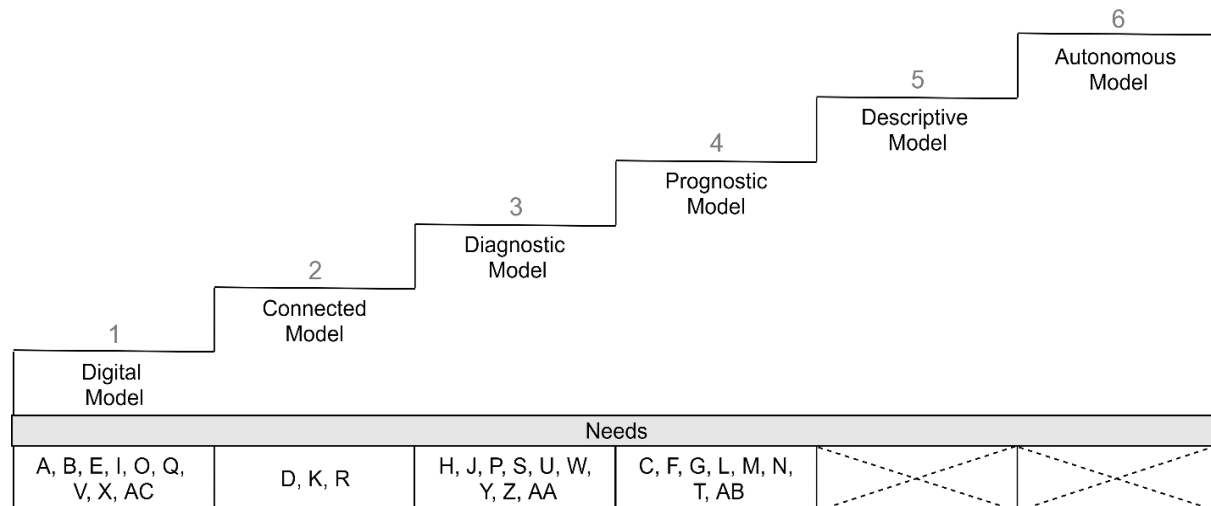 6
Autonomous
Model
5
Descriptive
Model
4
Prognostic
Model
3
Diagnostic
Model
2
Connected
Model
1
Digital
Model
Needs
A, B, E, I, O, Q,
V, X, AC
D, K, R
H, J, P, S, U, W,
Y, Z, AA
C, F, G, L, M, N,
T, AB